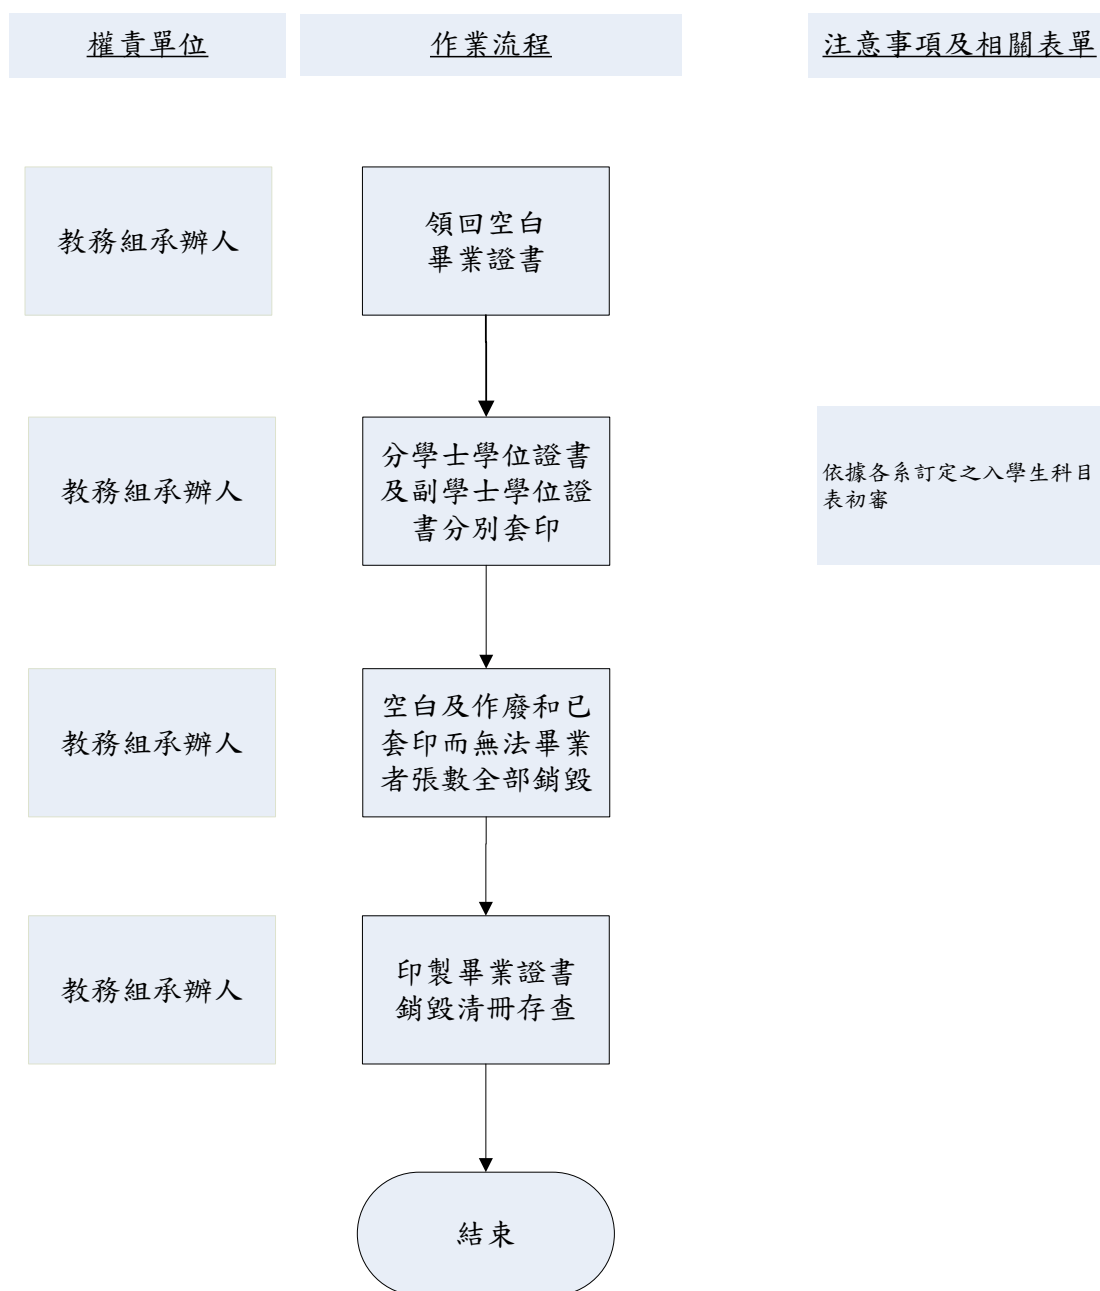 權責單位
作業流程
注意事項及相關表單
教務組承辦人
領回空白
畢業證書
教務組承辦人
分學士學位證書
及副學士學位證
書分別套印
依據各系訂定之入學生科目
表初審
教務組承辦人
空白及作廢和已
套印而無法畢業
者張數全部銷毀
教務組承辦人
印製畢業證書
銷毀清冊存查
結束